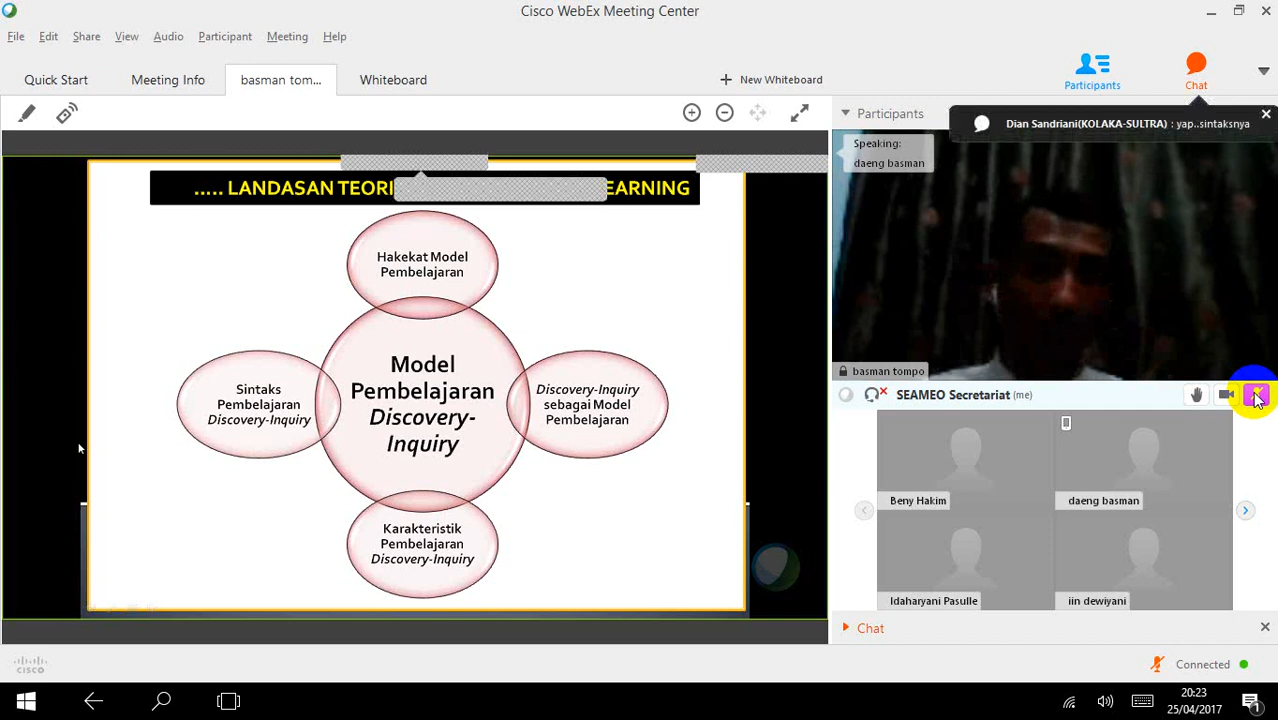 Cisco WebEx Meeting Center
File Edit Share View Audio Participant Meeting Help
Quick Start
Meeting Info
basman tom...
Whiteboard
New Whiteboard
Participants
Chat
Participants
Dian Sandriani(KOLAKA-SULTRA) : yap..sintaksnya
Speaking:
daeng basman
..... LANDASAN TEORI
EARNING
Hakekat Model
Pembelajaran
Sintaks
Pembelajaran
Discovery-Inquiry
Model
Pembelajaran
Discovery-
Inquiry
Discovery-Inquiry
sebagai Model
Pembelajaran
Karakteristik
Pembelajaran
Discovery-Inquiry
basman tompo
SEAMEO Secretariat (me)
Beny Hakim
daeng basman
Idaharyani Pasulle
iin dewiyani
Chat
cisco
Connected
20:23
25/04/2017
1